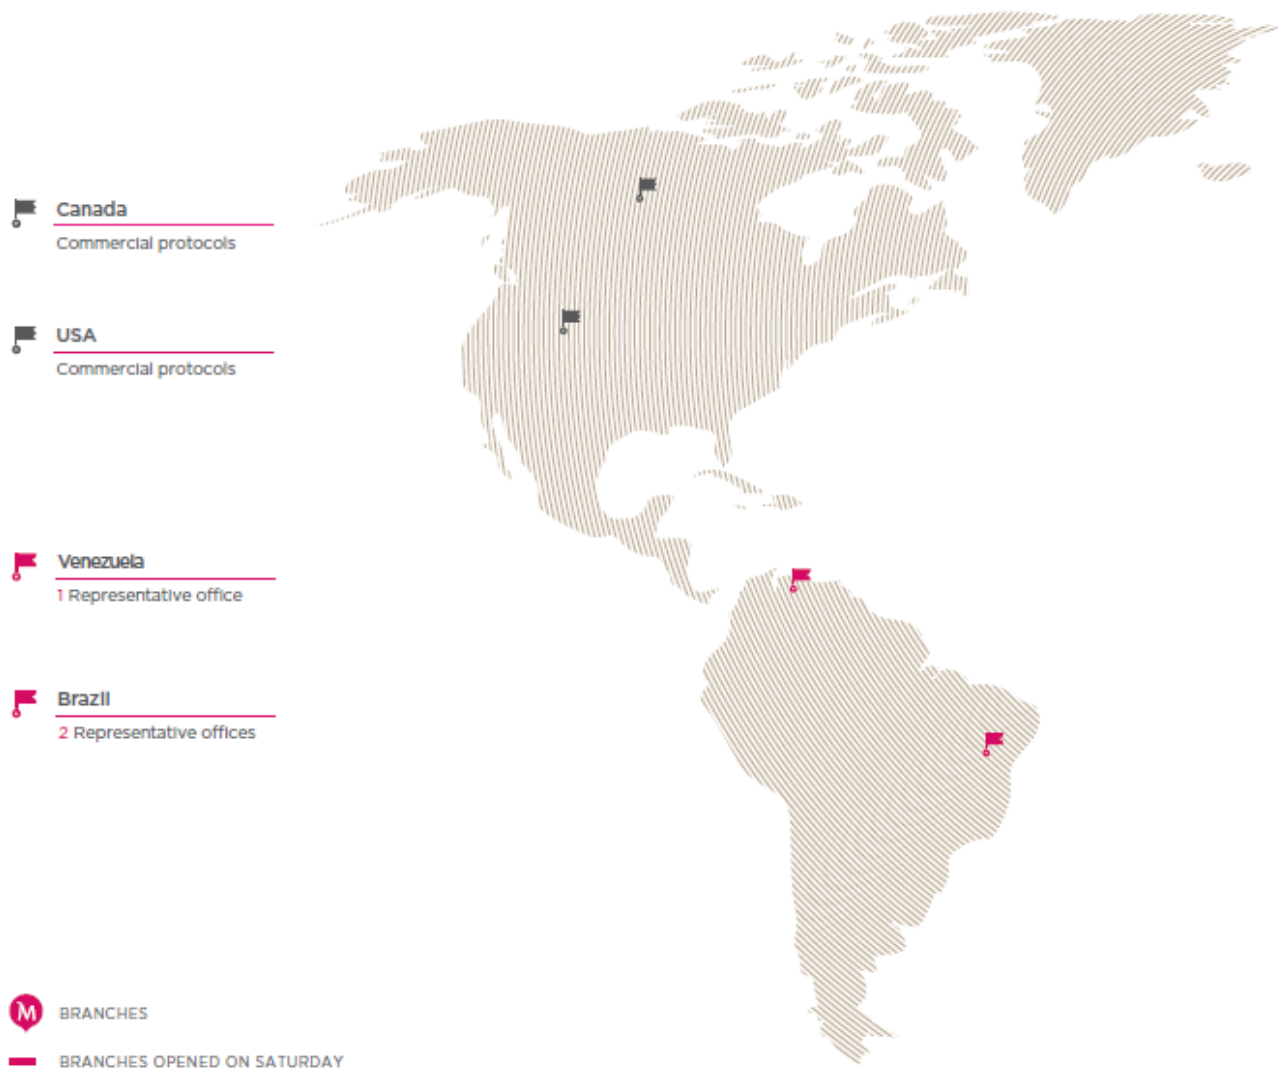 Canada
Commercial protocols
USA
Commercial protocols
Venezuela
1 Representative office
Brazil
2 Representative offices
M BRANCHES
BRANCHES OPENED ON SATURDAY